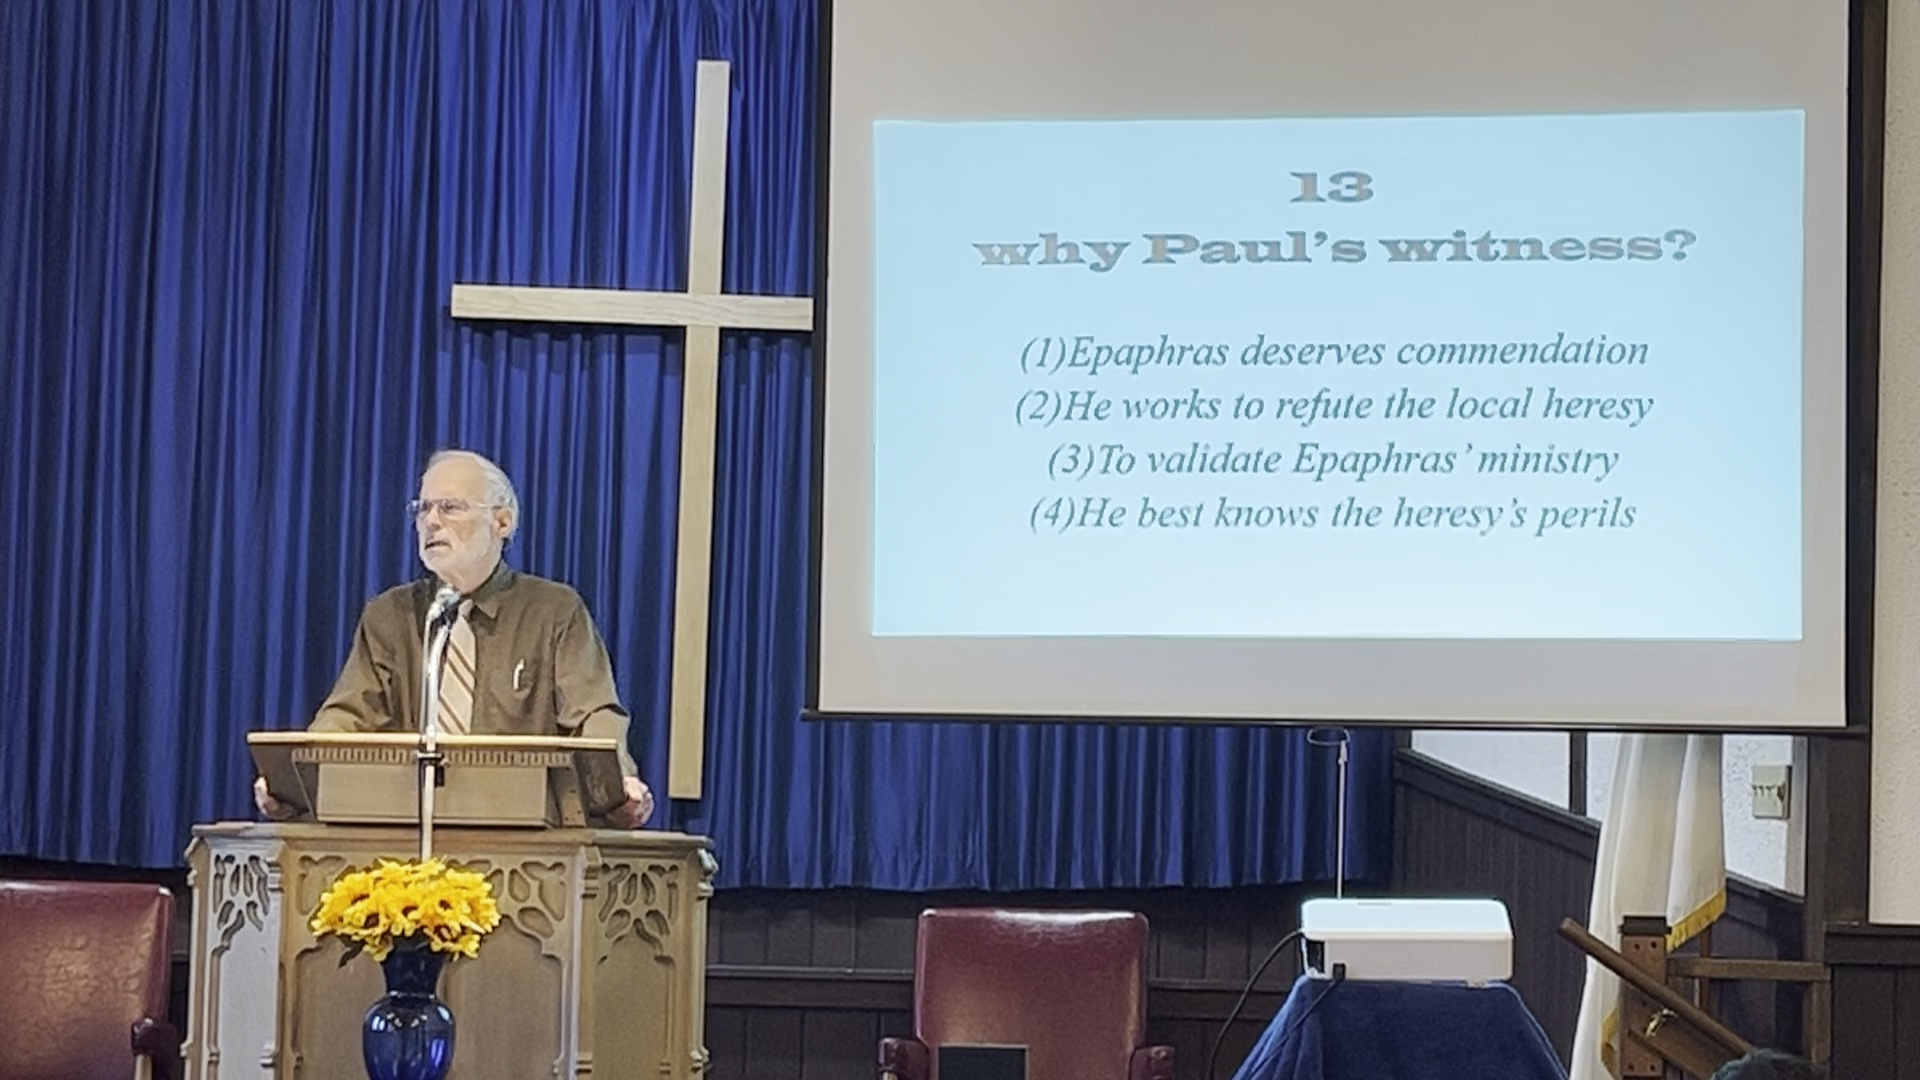 13
why Paul's witness?
(1)Epaphras deserves commendation
(2)He works to refute the local heresy
(3)To validate Epaphras' ministry
(4)He best knows the heresy's perils